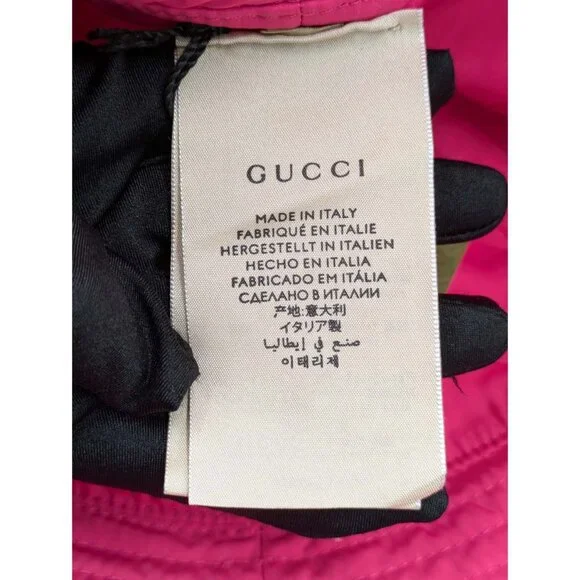 GUCCI
MADE IN ITALY
FABRIQUÉ EN ITALIE
HERGESTELLT IN ITALIEN
HECHO EN ITALIA
FABRICADO EM ITÁLIA
СДЕЛАНО В ИТАЛИИ
产地:意大利
イタリア製
صنع في إيطاليا
이태리제